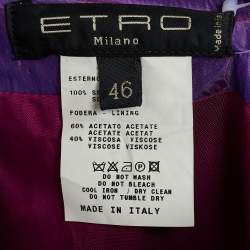 ETRO
Milano
Made in Italy
ESTERNO
46
100% S
FODERA - LINING
60% ACETATO ACETATE
ACETATE ACETAT
40% VISCOSA VISCOSE
VISCOSE VISKOSE
DO NOT WASH
DO NOT BLEACH
COOL IRON / DRY CLEAN
DO NOT TUMBLE DRY
MADE IN ITALY